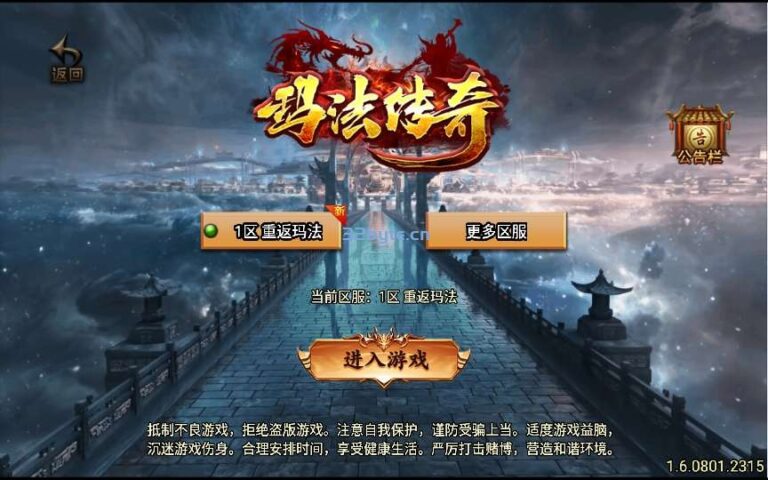 返回
玛法传奇
告
公告栏
新
1区 重返玛法
更多区服
当前区服：1区 重返玛法
进入游戏
抵制不良游戏，拒绝盗版游戏。注意自我保护，谨防受骗上当。适度游戏益脑，
沉迷游戏伤身。合理安排时间，享受健康生活。严厉打击赌博，营造和谐环境。
1.6.0801.2315